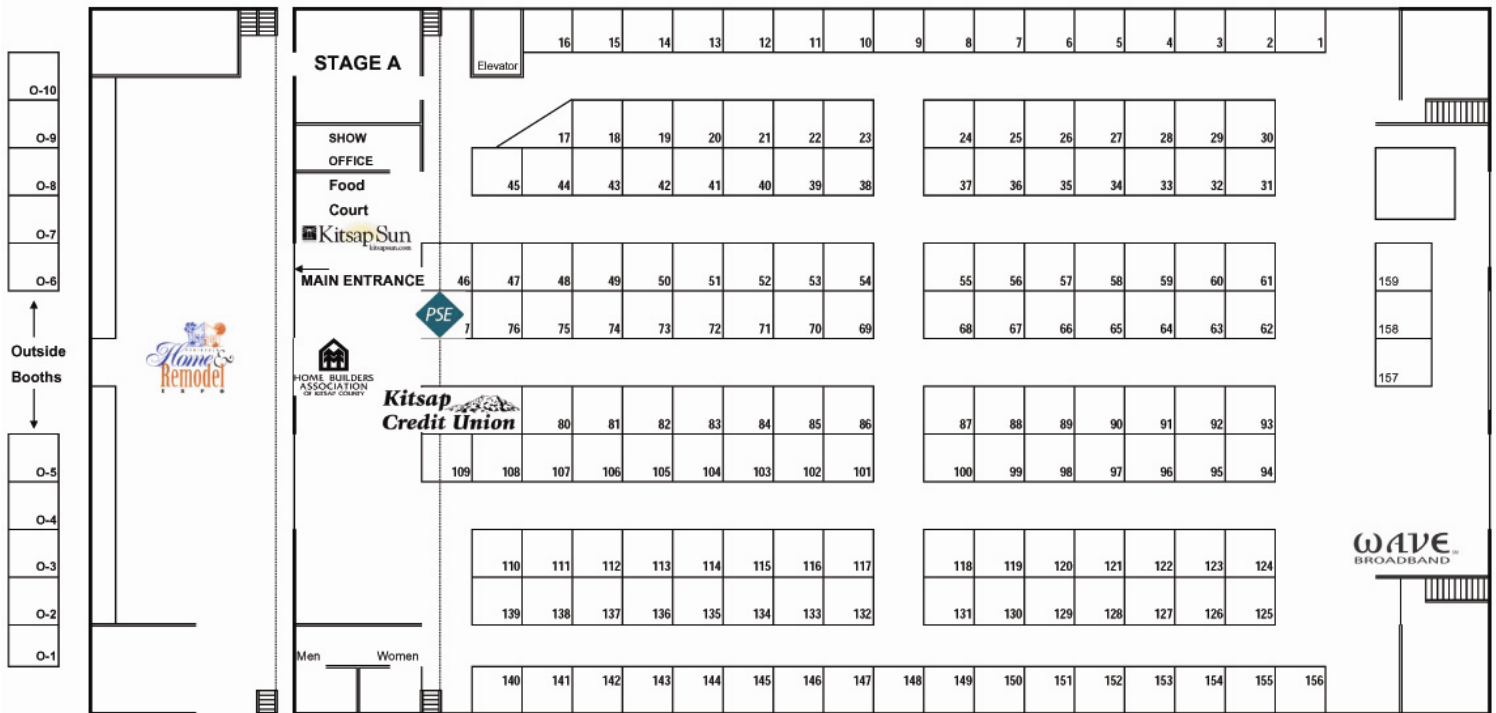 16 15 14 13 12 11 10 9 8 7 6 5 4 3 2 1
STAGE A
Elevator
O-10
17 18 19 20 21 22 23 24 25 26 27 28 29 30
O-9
SHOW
OFFICE
45 44 43 42 41 40 39 38 37 36 35 34 33 32 31
O-8
Food
Court
O-7
Kitsap Sun
kitsapsun.com
MAIN ENTRANCE
46 47 48 49 50 51 52 53 54 55 56 57 58 59 60 61
159
O-6
PSE
7 76 75 74 73 72 71 70 69 68 67 66 65 64 63 62
158
Outside
Booths
Home &
Remodel
EXPO
HOME BUILDERS
ASSOCIATION
OF KITSAP COUNTY
157
Kitsap
Credit Union
80 81 82 83 84 85 86 87 88 89 90 91 92 93
O-5
109 108 107 106 105 104 103 102 101 100 99 98 97 96 95 94
O-4
WAVE
BROADBAND
O-3
110 111 112 113 114 115 116 117 118 119 120 121 122 123 124
O-2
139 138 137 136 135 134 133 132 131 130 129 128 127 126 125
O-1
Men Women
140 141 142 143 144 145 146 147 148 149 150 151 152 153 154 155 156